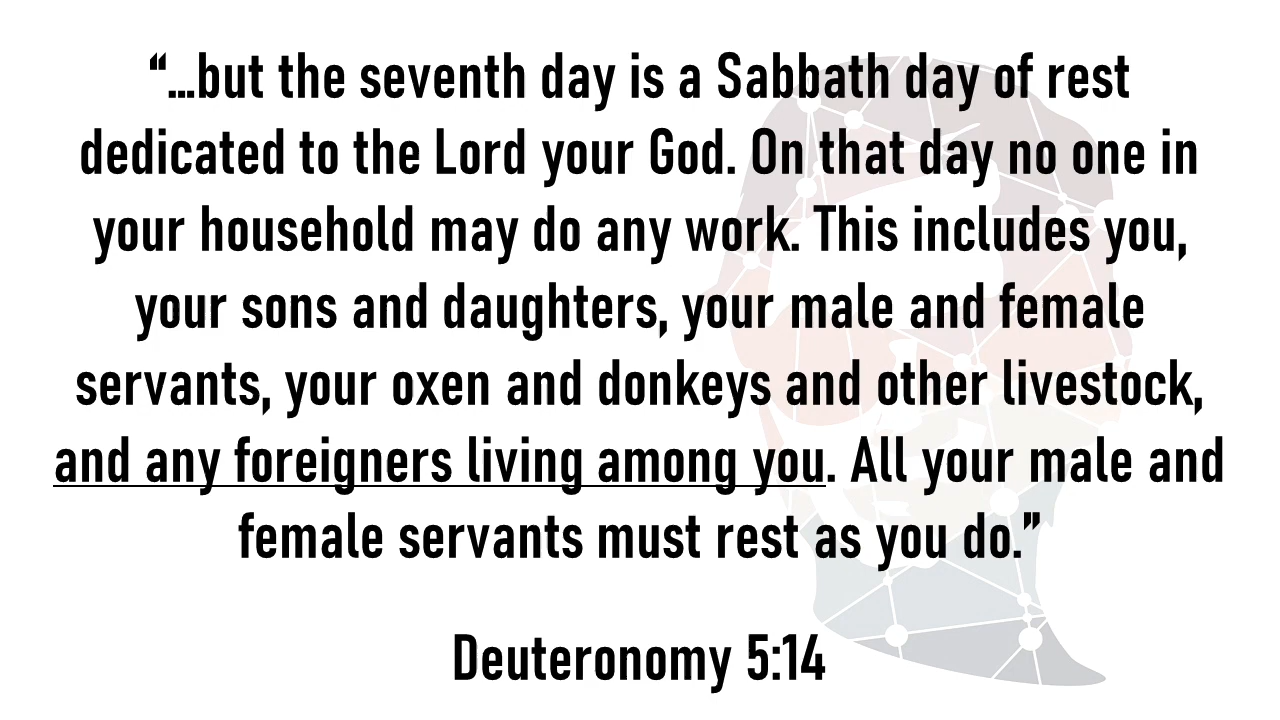 “...but the seventh day is a Sabbath day of rest
dedicated to the Lord your God. On that day no one in
your household may do any work. This includes you,
your sons and daughters, your male and female
servants, your oxen and donkeys and other livestock,
and any foreigners living among you. All your male and
female servants must rest as you do.”
Deuteronomy 5:14